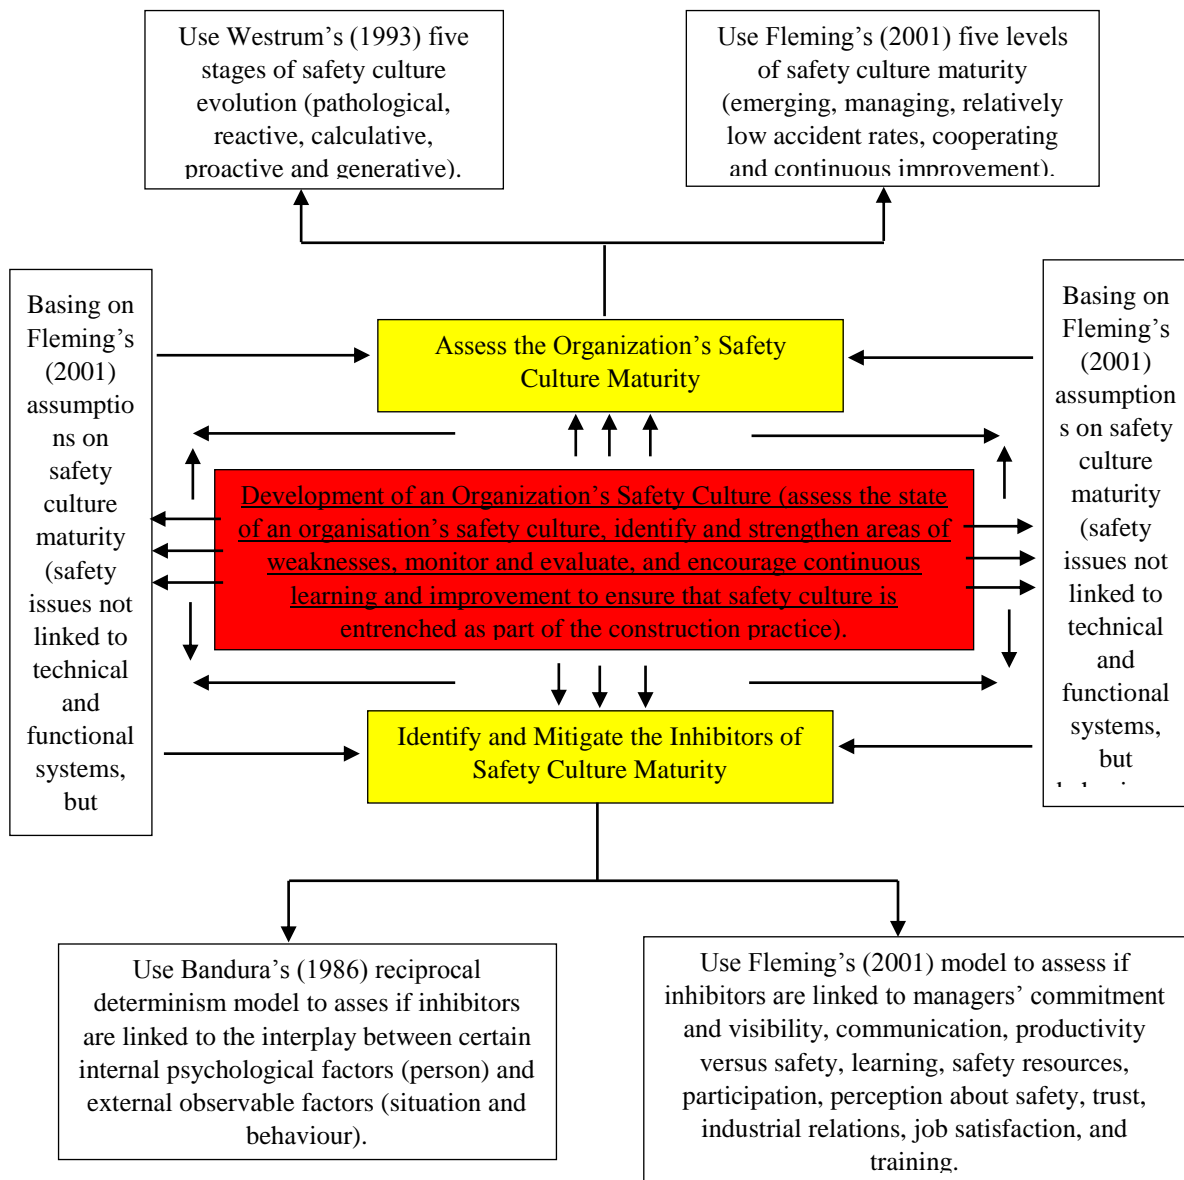 Use Westrum’s (1993) five
stages of safety culture
evolution (pathological,
reactive, calculative,
proactive and generative).
Use Fleming’s (2001) five levels
of safety culture maturity
(emerging, managing, relatively
low accident rates, cooperating
and continuous improvement).
Basing on
Fleming’s
(2001)
assumptio
ns on
safety
culture
maturity
(safety
issues not
linked to
technical
and
functional
systems,
but
Assess the Organization’s Safety
Culture Maturity
Basing on
Fleming’s
(2001)
assumption
s on safety
culture
maturity
(safety
issues not
linked to
technical
and
functional
systems,
but
Development of an Organization’s Safety Culture (assess the state
of an organisation’s safety culture, identify and strengthen areas of
weaknesses, monitor and evaluate, and encourage continuous
learning and improvement to ensure that safety culture is
entrenched as part of the construction practice).
Identify and Mitigate the Inhibitors of
Safety Culture Maturity
Use Bandura’s (1986) reciprocal
determinism model to asses if inhibitors
are linked to the interplay between certain
internal psychological factors (person) and
external observable factors (situation and
behaviour).
Use Fleming’s (2001) model to assess if
inhibitors are linked to managers’ commitment
and visibility, communication, productivity
versus safety, learning, safety resources,
participation, perception about safety, trust,
industrial relations, job satisfaction, and
training.